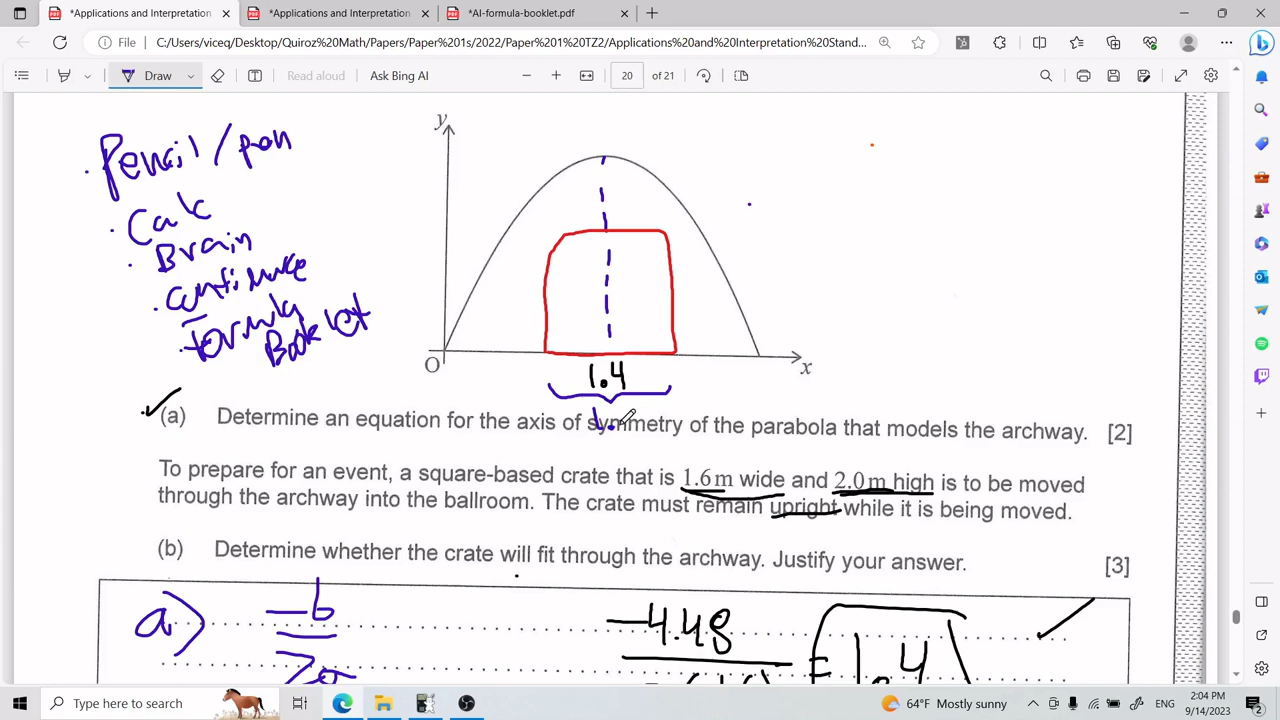 *Applications and Interpretation
*Applications and Interpretation
*AI-formula-booklet.pdf
File
C:/Users/viceq/Desktop/Quiroz%20Math/Papers/Paper%201s/2022/Paper%201%20TZ2/Applications%20and%20Interpretation%20Stand...
Draw
Read aloud
Ask Bing AI
20
of 21
y
Pencil/pen
Calc
Brain
Formula
Booklet
O
x
1.4
(a) Determine an equation for the axis of symmetry of the parabola that models the archway. [2]
To prepare for an event, a square-based crate that is 1.6 m wide and 2.0 m high is to be moved
through the archway into the ballroom. The crate must remain upright while it is being moved.
(b) Determine whether the crate will fit through the archway. Justify your answer. [3]
a) -b
-4.48
2a
= 1.4
Type here to search
64°F Mostly sunny
ENG
2:04 PM
9/14/2023
2